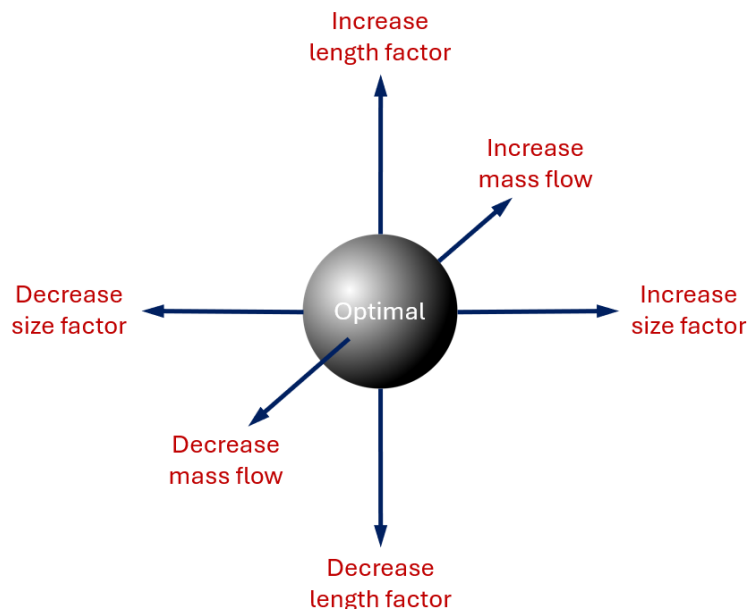 Increase
length factor
Increase
mass flow
Decrease
size factor
Optimal
Increase
size factor
Decrease
mass flow
Decrease
length factor